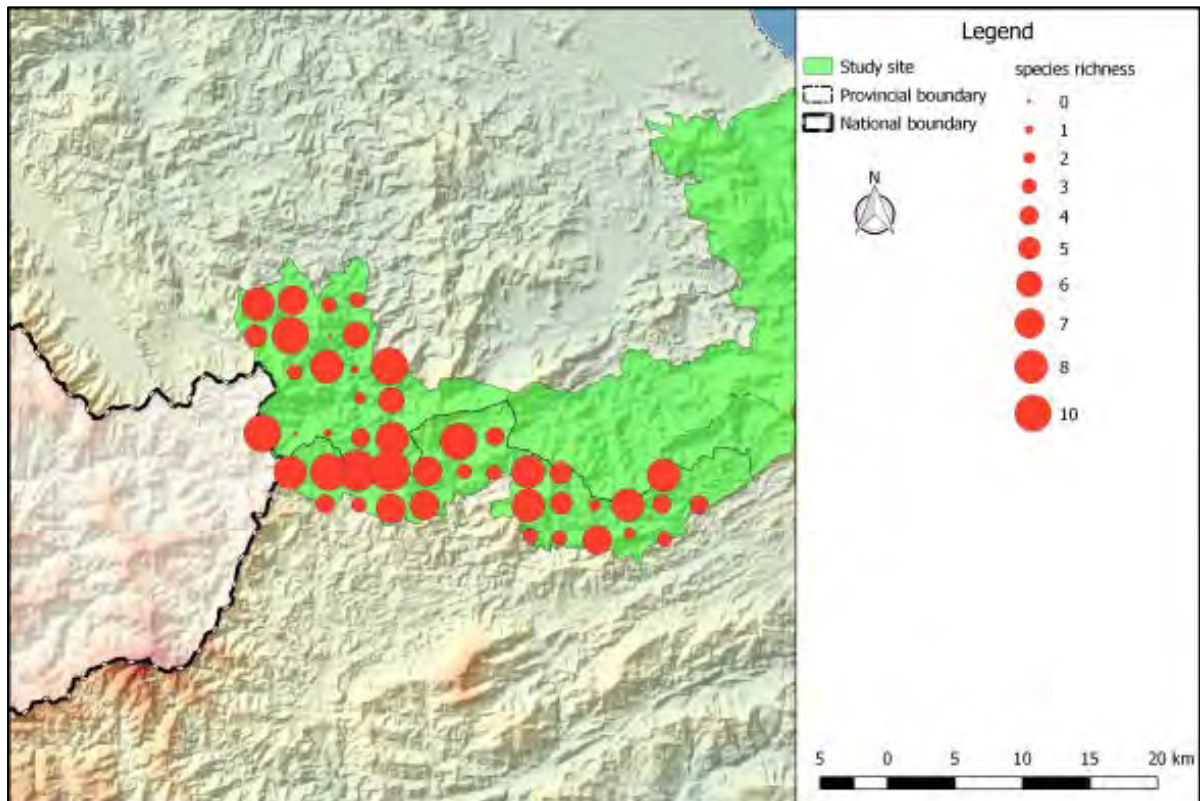 Legend
Study site
Provincial boundary
National boundary
species richness
0
1
2
3
4
5
6
7
8
10
N
5 0 5 10 15 20 km